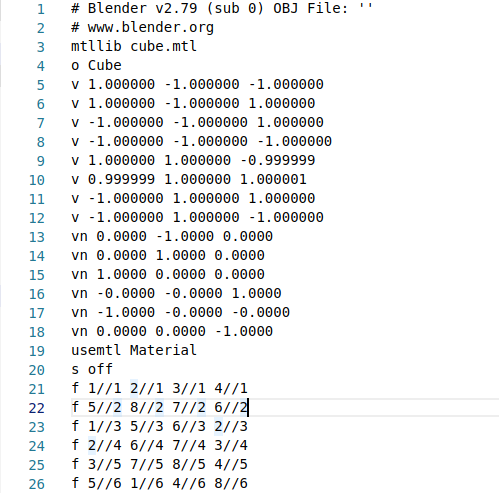 1 # Blender v2.79 (sub 0) OBJ File: ''
2 # www.blender.org
3 mtllib cube.mtl
4 o Cube
5 v 1.000000 -1.000000 -1.000000
6 v 1.000000 -1.000000 1.000000
7 v -1.000000 -1.000000 1.000000
8 v -1.000000 -1.000000 -1.000000
9 v 1.000000 1.000000 -0.999999
10 v 0.999999 1.000000 1.000001
11 v -1.000000 1.000000 1.000000
12 v -1.000000 1.000000 -1.000000
13 vn 0.0000 -1.0000 0.0000
14 vn 0.0000 1.0000 0.0000
15 vn 1.0000 0.0000 0.0000
16 vn -0.0000 -0.0000 1.0000
17 vn -1.0000 -0.0000 -0.0000
18 vn 0.0000 0.0000 -1.0000
19 usemtl Material
20 s off
21 f 1//1 2//1 3//1 4//1
22 f 5//2 8//2 7//2 6//2
23 f 1//3 5//3 6//3 2//3
24 f 2//4 6//4 7//4 3//4
25 f 3//5 7//5 8//5 4//5
26 f 5//6 1//6 4//6 8//6